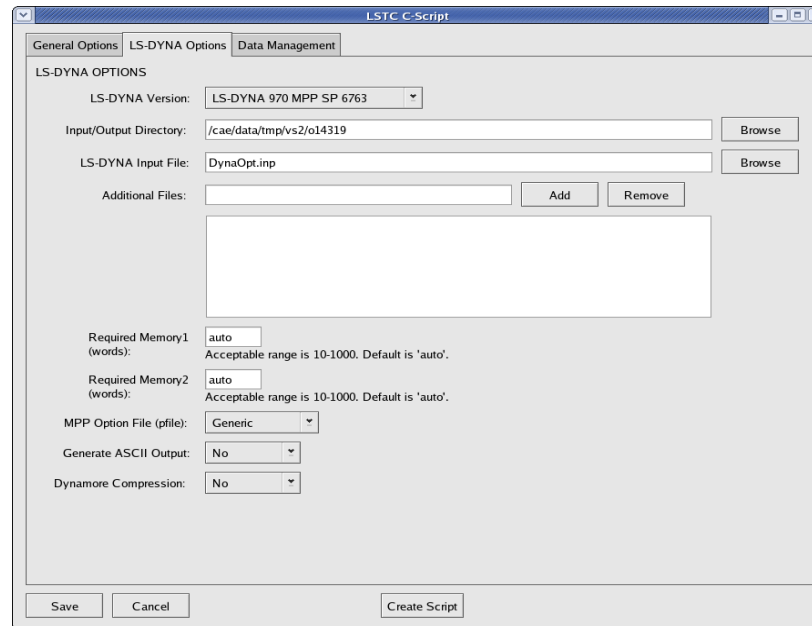 LSTC C-Script
General Options LS-DYNA Options Data Management
LS-DYNA OPTIONS
LS-DYNA Version: LS-DYNA 970 MPP SP 6763
Input/Output Directory: /cae/data/tmp/vs2/o14319 Browse
LS-DYNA Input File: DynaOpt.inp Browse
Additional Files: Add Remove
Required Memory1 auto
(words): Acceptable range is 10-1000. Default is 'auto'.
Required Memory2 auto
(words): Acceptable range is 10-1000. Default is 'auto'.
MPP Option File (pfile): Generic
Generate ASCII Output: No
Dynamore Compression: No
Save Cancel Create Script